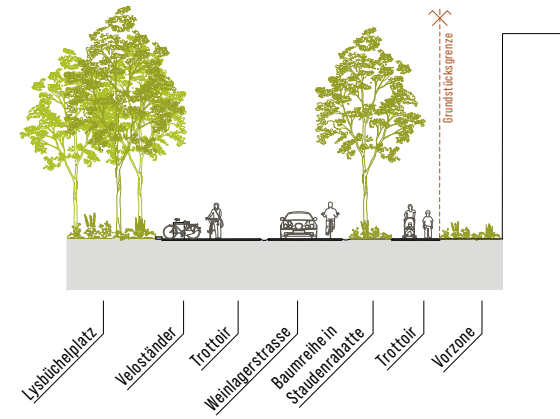 Grundstücksgrenze
Lysbüchelplatz
Veloständer
Trottoir
Weinlagerstrasse
Baumreihe in
Staudenrabatte
Trottoir
Vorzone